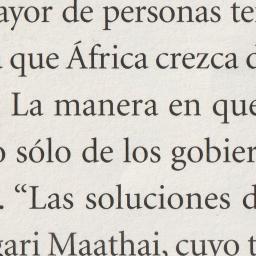 ayor de personas te
que África crezca d
La manera en que
o sólo de los gobier
. “Las soluciones d
gari Maathai, cuyo t